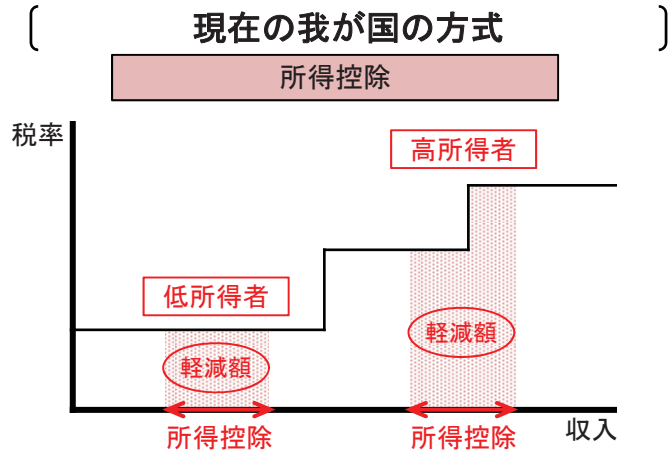 〔 現在の我が国の方式 〕
所得控除
税率
高所得者
低所得者
軽減額
軽減額
所得控除
所得控除
収入